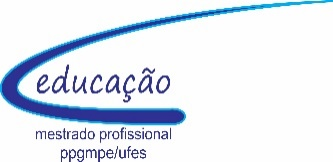 educação
mestrado profissional
ppgmpe/ufes